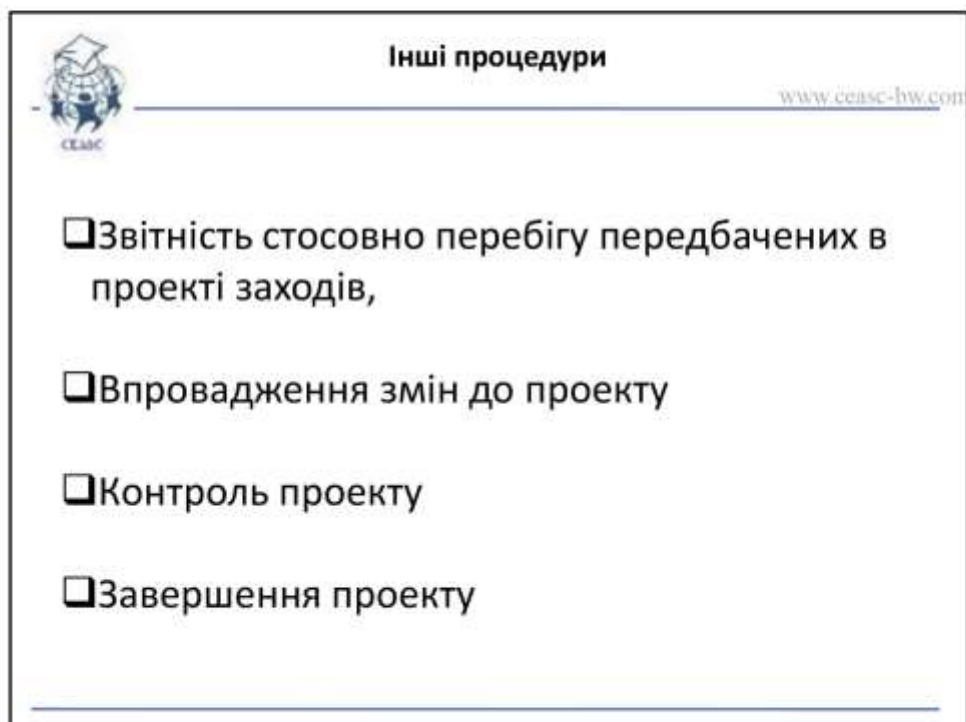 Інші процедури
www.ceasc-bw.com
CEASC
Звітність стосовно перебігу передбачених в
проекті заходів,
Впровадження змін до проекту
Контроль проекту
Завершення проекту